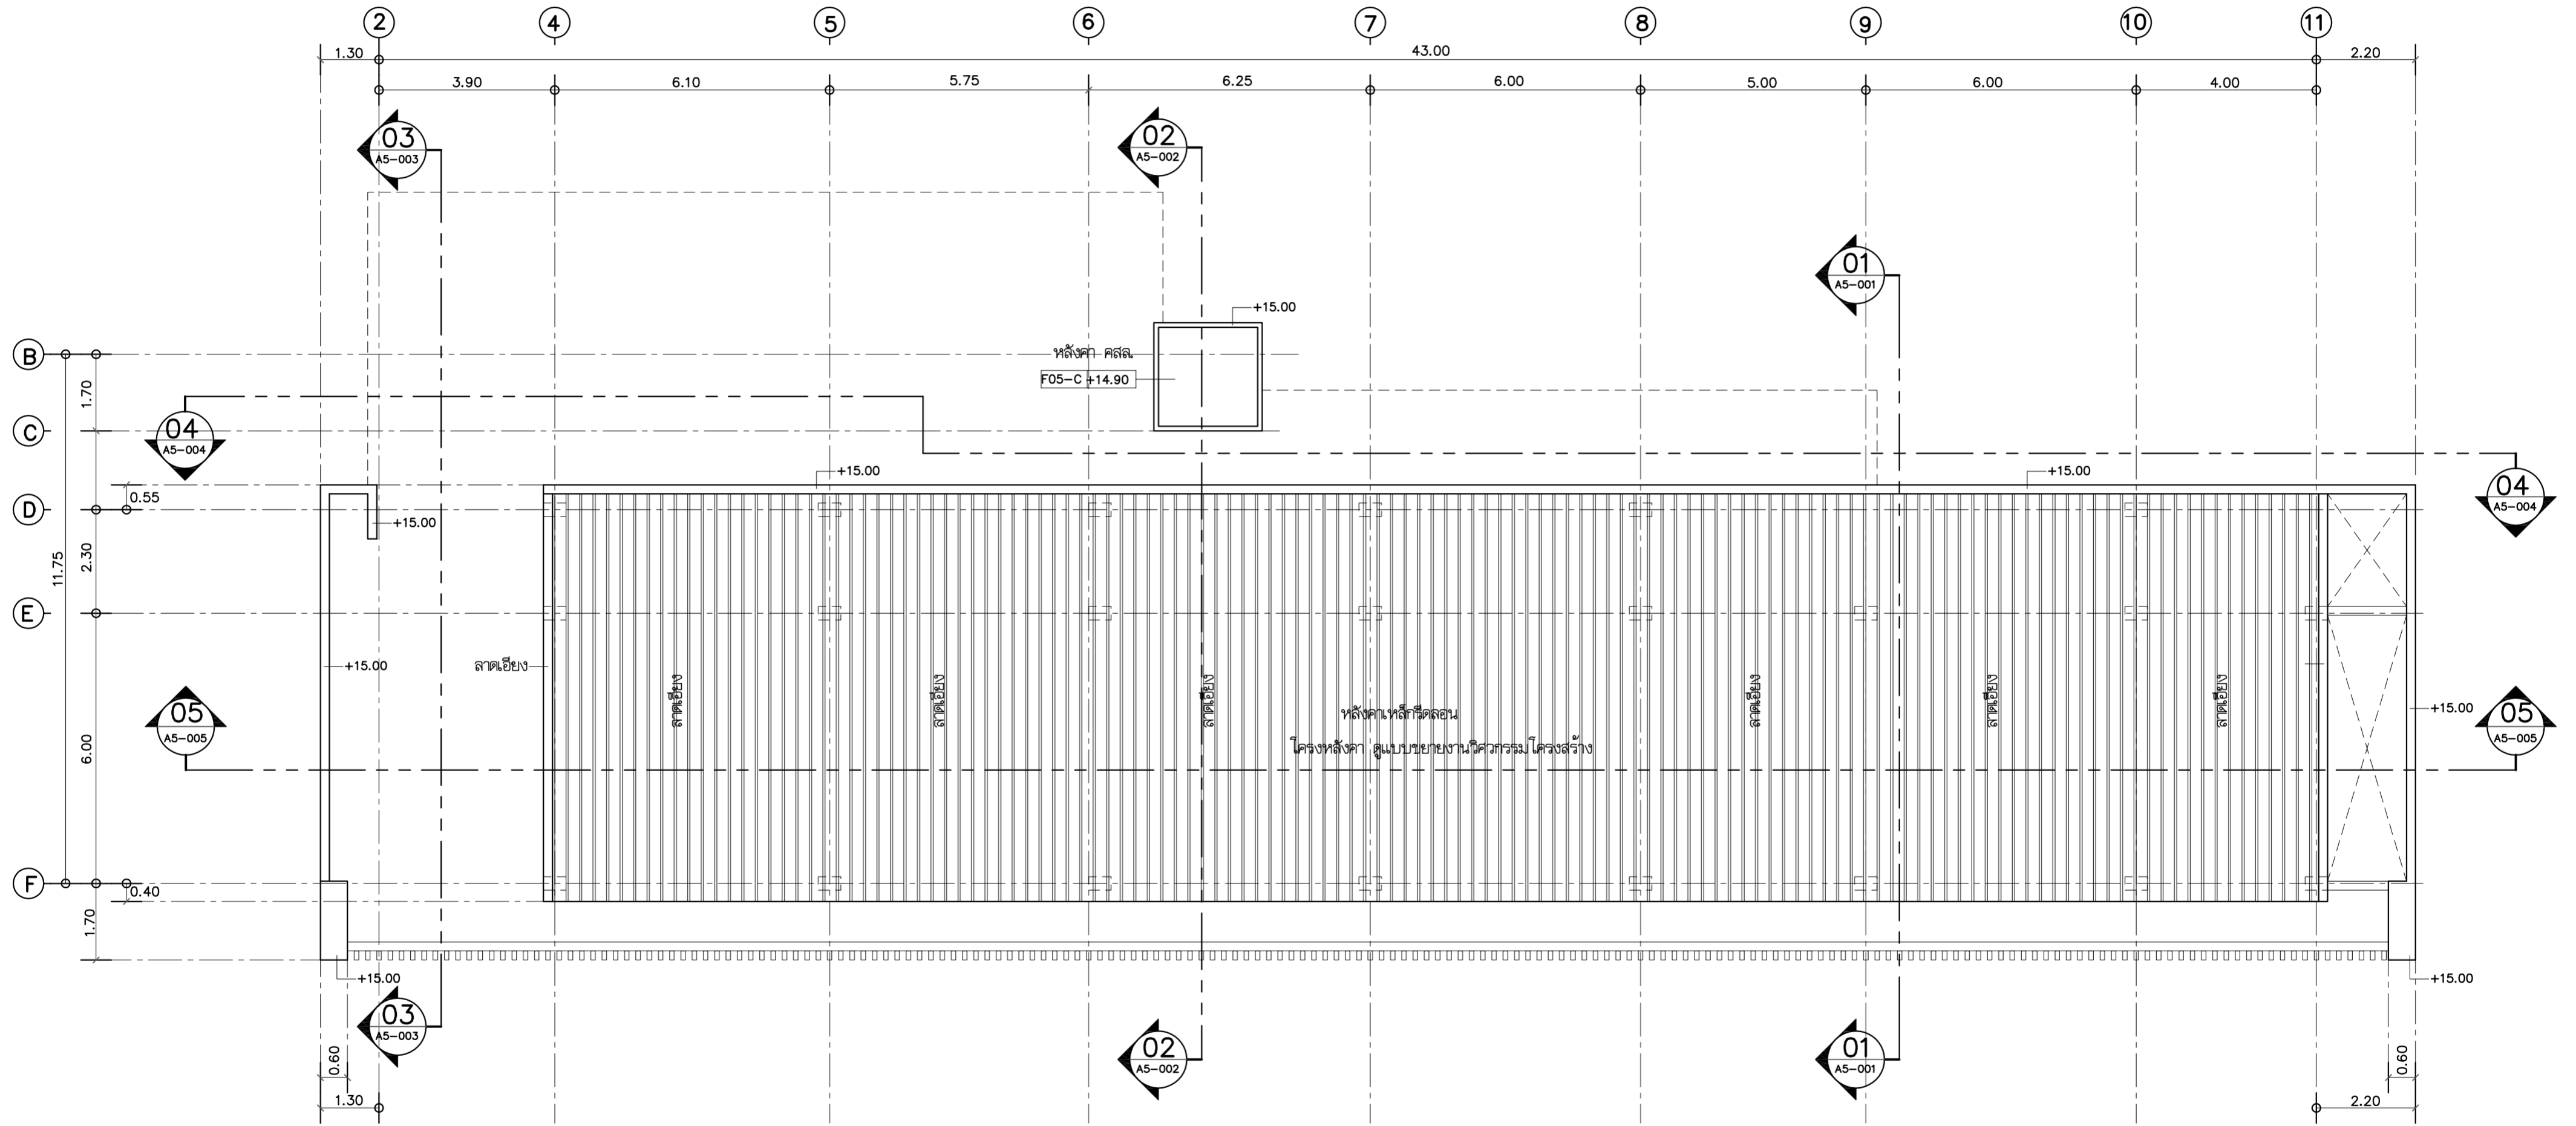 2 4 5 6 7 8 9 10 11
1.30 43.00 2.20
3.90 6.10 5.75 6.25 6.00 5.00 6.00 4.00
03
A5-003
02
A5-002
01
A5-001
+15.00
B
หลังคา คสล.
F05-C +14.90
1.70
C
04
A5-004
+15.00
+15.00
0.55
D
+15.00
04
A5-004
11.75
2.30
E
+15.00
ลาดเอียง
ลาดเอียง
ลาดเอียง
ลาดเอียง
ลาดเอียง
ลาดเอียง
ลาดเอียง
หลังคาเหล็กรีดลอน
โครงหลังคา ดูแบบขยายงานวิศวกรรมโครงสร้าง
+15.00
05
A5-005
05
A5-005
6.00
F
0.40
1.70
+15.00
+15.00
03
A5-003
02
A5-002
01
A5-001
0.60
0.60
1.30
2.20